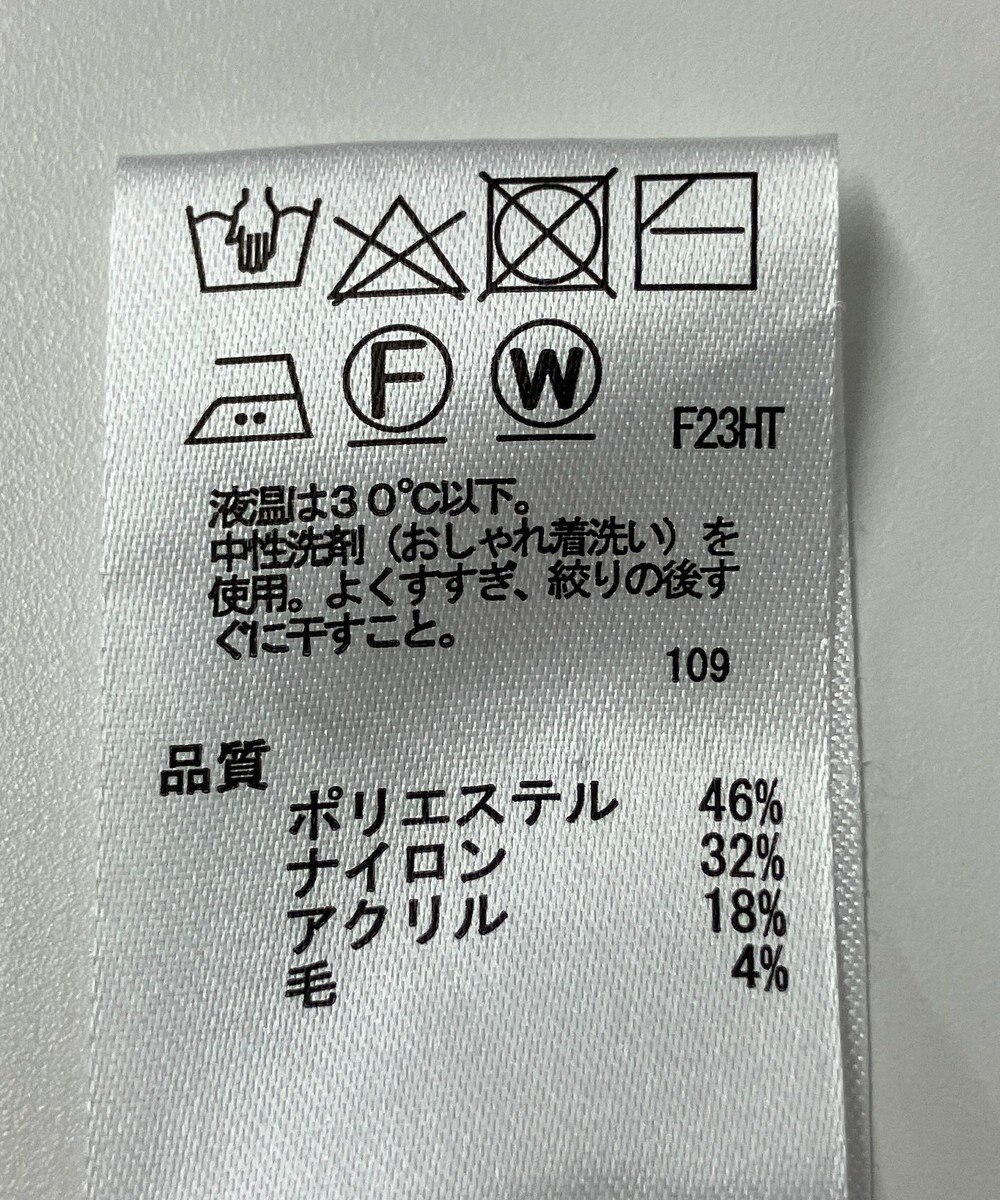 F W F23HT
液温は30℃以下。
中性洗剤（おしゃれ着洗い）を
使用。よくすすぎ、絞りの後す
ぐに干すこと。
109
品質
ポリエステル 46%
ナイロン 32%
アクリル 18%
毛 4%